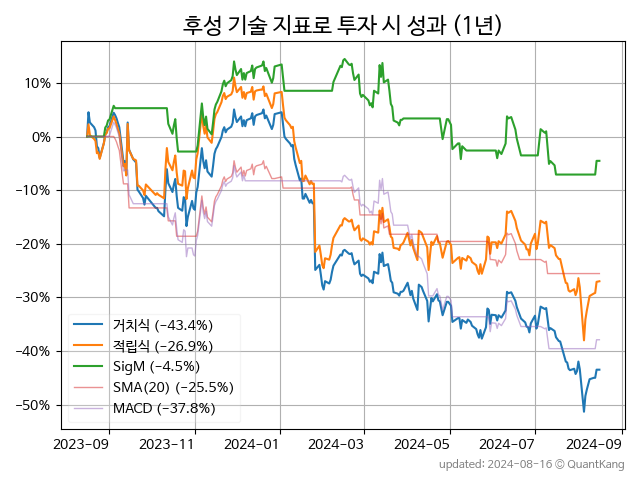 후성 기술 지표로 투자 시 성과 (1년)
10%
0%
−10%
−20%
−30%
−40%
−50%
거치식 (−43.4%)
적립식 (−26.9%)
SigM (−4.5%)
SMA(20) (−25.5%)
MACD (−37.8%)
2023-09 2023-11 2024-01 2024-03 2024-05 2024-07 2024-09
updated: 2024-08-16 © QuantKang